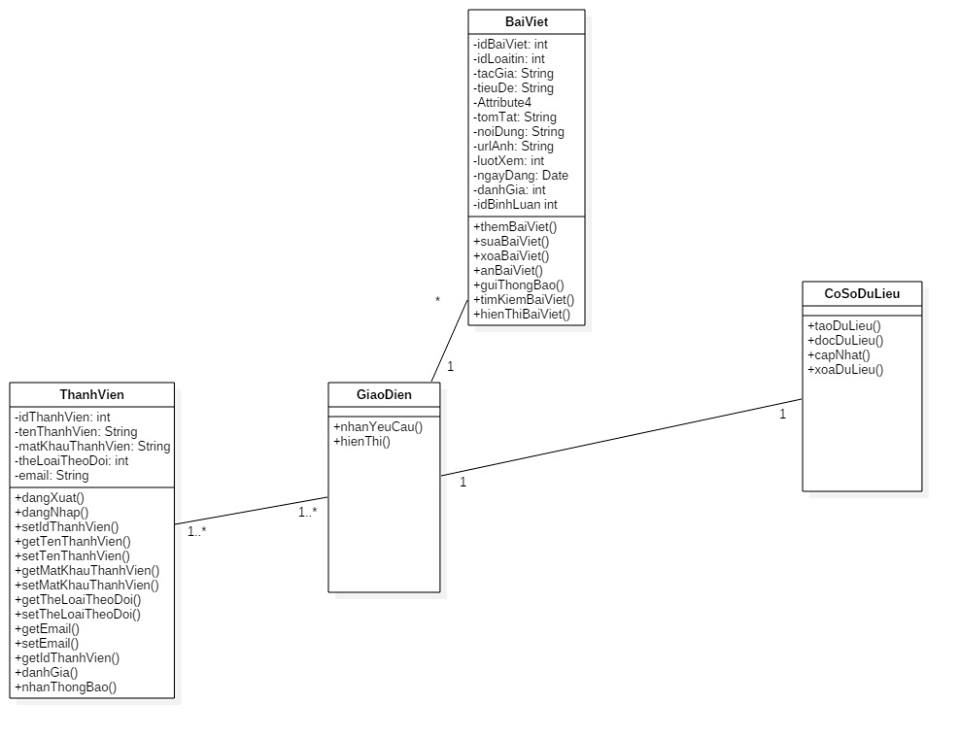 BaiViet
-idBaiViet: int
-idLoaitin: int
-tacGia: String
-tieuDe: String
-Attribute4
-tomTat: String
-noiDung: String
-urlAnh: String
-luotXem: int
-ngayDang: Date
-danhGia: int
-idBinhLuan int
+themBaiViet()
+suaBaiViet()
+xoaBaiViet()
+anBaiViet()
+guiThongBao()
+timKiemBaiViet()
+hienThiBaiViet()
*
1
CoSoDuLieu
+taoDuLieu()
+docDuLieu()
+capNhat()
+xoaDuLieu()
1
1
GiaoDien
+nhanYeuCau()
+hienThi()
1..*
1..*
ThanhVien
-idThanhVien: int
-tenThanhVien: String
-matKhauThanhVien: String
-theLoaiTheoDoi: int
-email: String
+dangXuat()
+dangNhap()
+setIdThanhVien()
+getTenThanhVien()
+setTenThanhVien()
+getMatKhauThanhVien()
+setMatKhauThanhVien()
+getTheLoaiTheoDoi()
+setTheLoaiTheoDoi()
+getEmail()
+setEmail()
+getIdThanhVien()
+danhGia()
+nhanThongBao()